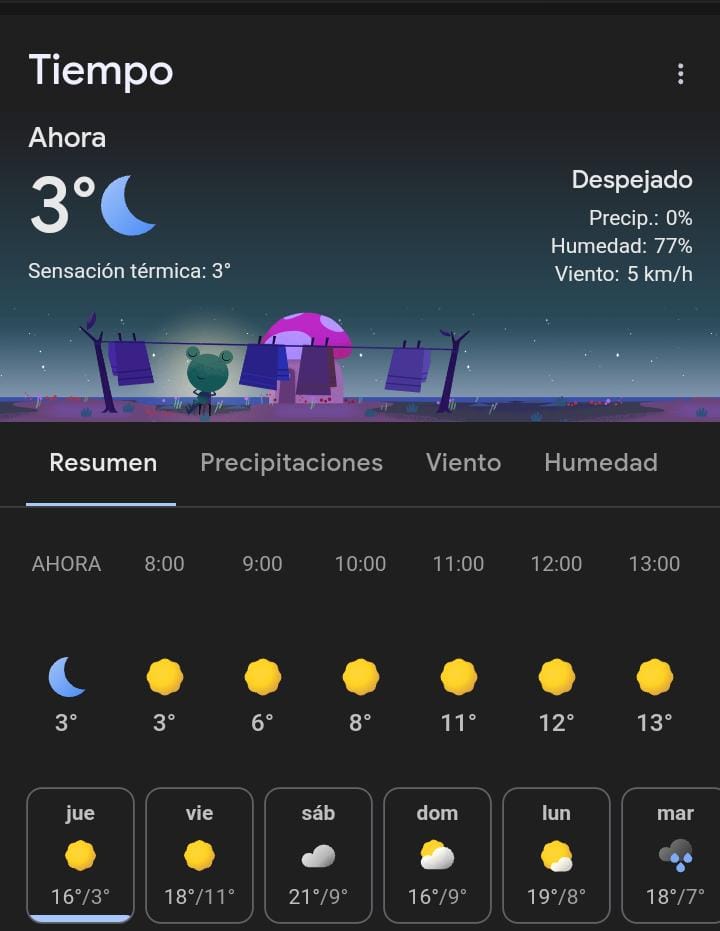 Tiempo
Ahora
3°
Sensación térmica: 3°
Despejado
Precip.: 0%
Humedad: 77%
Viento: 5 km/h
Resumen Precipitaciones Viento Humedad
AHORA 8:00 9:00 10:00 11:00 12:00 13:00
3° 3° 6° 8° 11° 12° 13°
jue vie sáb dom lun mar
16°/3° 18°/11° 21°/9° 16°/9° 19°/8° 18°/7°